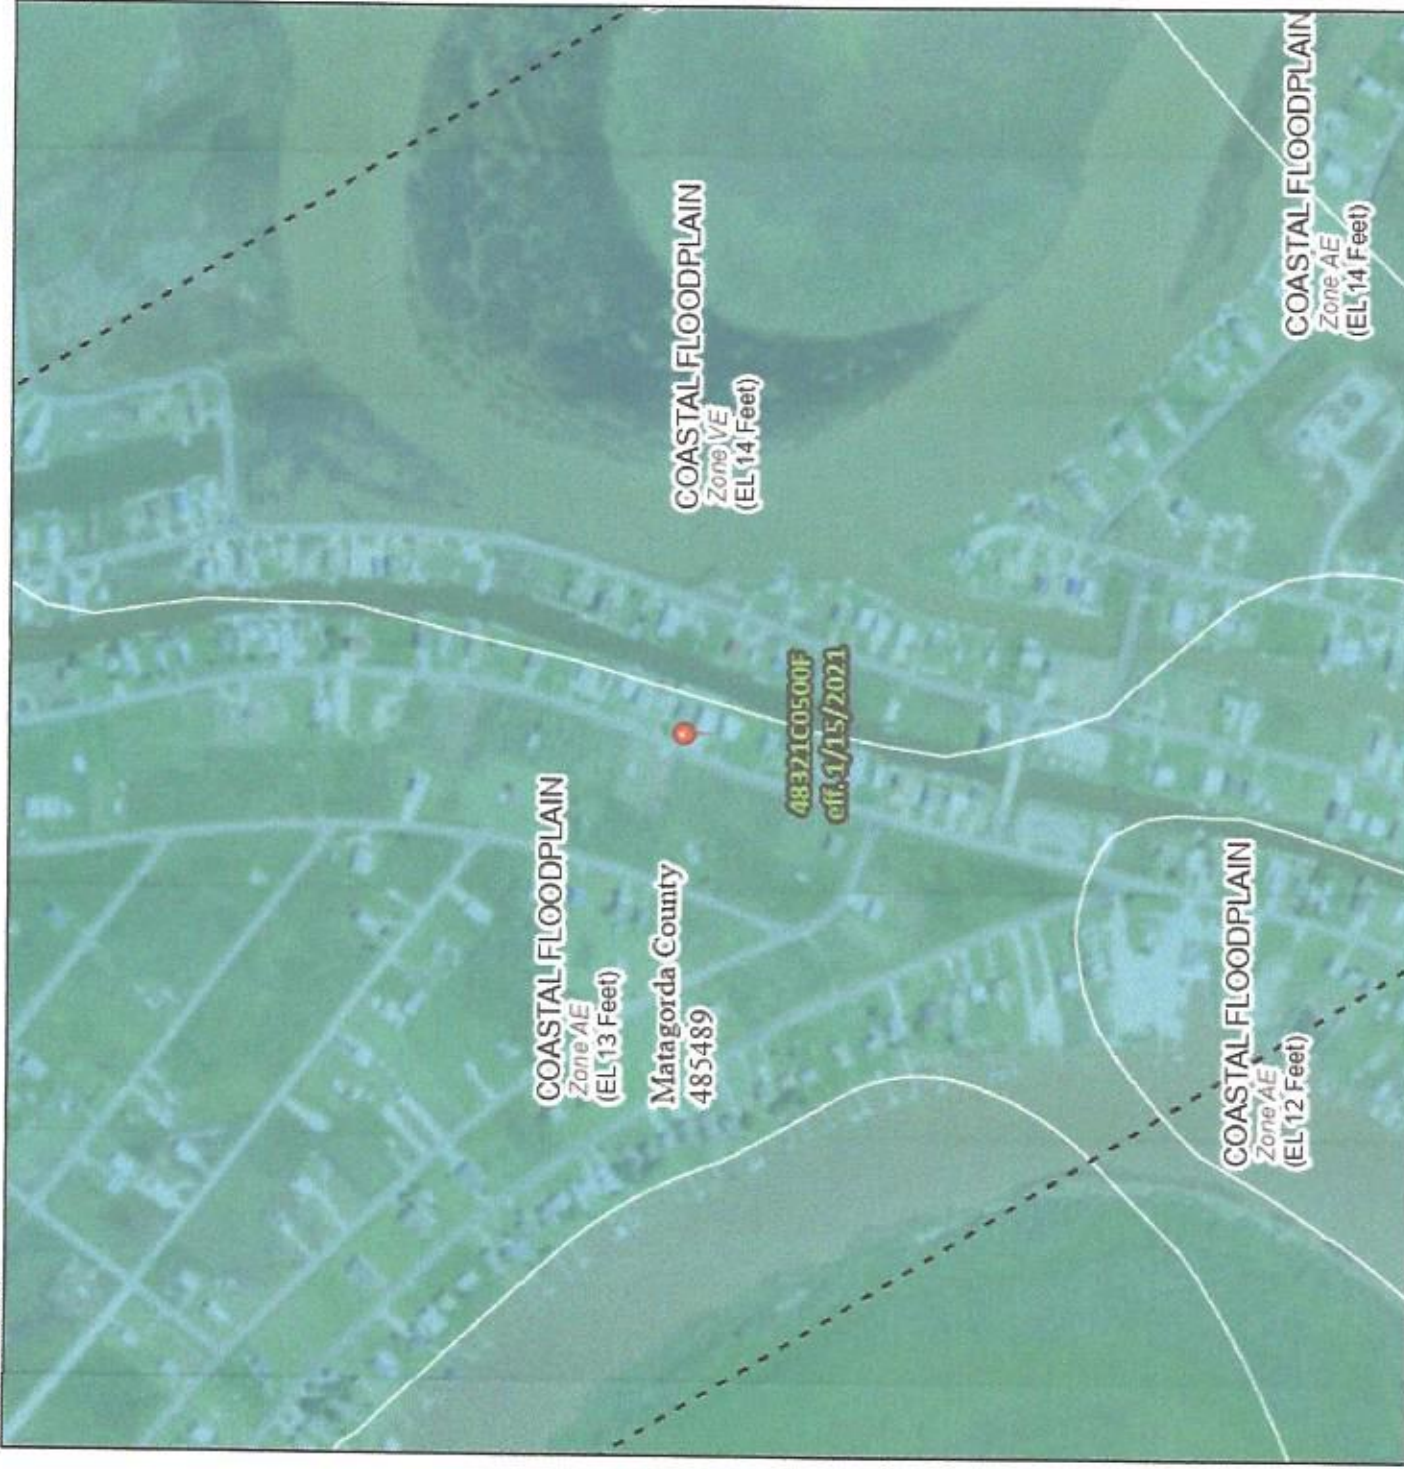 COASTAL FLOODPLAIN
Zone AE
(EL 13 Feet)
Matagorda County
485489
COASTAL FLOODPLAIN
Zone VE
(EL 14 Feet)
48321C0500F
eff. 1/15/2021
COASTAL FLOODPLAIN
Zone AE
(EL 12 Feet)
COASTAL FLOODPLAIN
Zone AE
(EL 14 Feet)